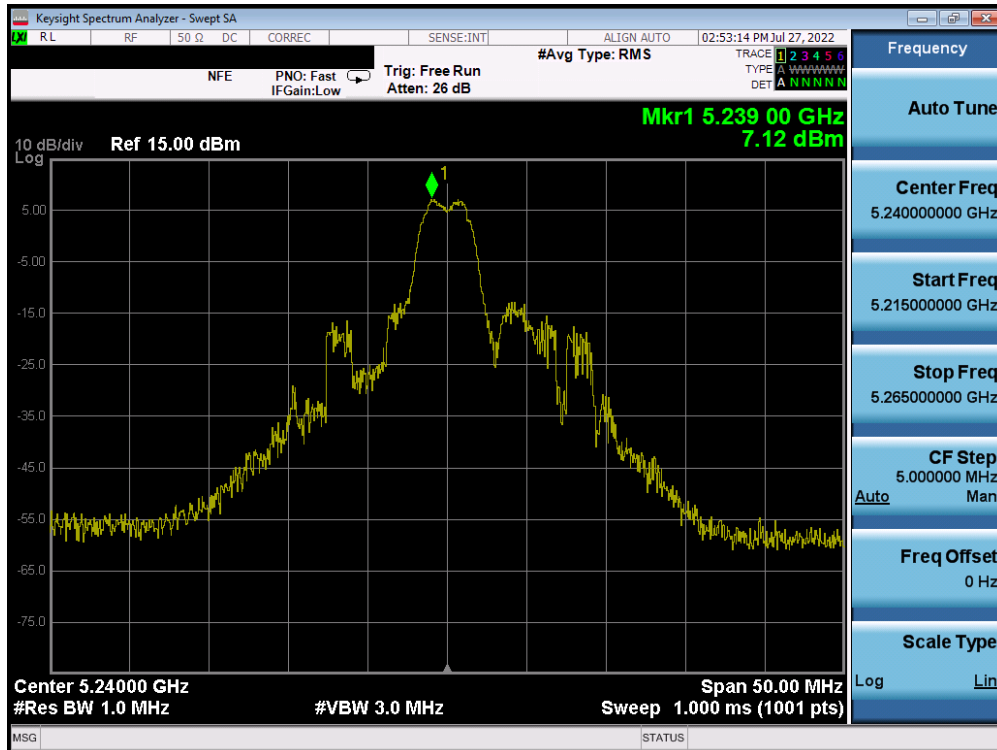 Keysight Spectrum Analyzer - Swept SA
LXI RL RF 50 Ω DC CORREC SENSE:INT ALIGN AUTO 02:53:14 PM Jul 27, 2022
NFE PNO: Fast Trig: Free Run #Avg Type: RMS TRACE 1 2 3 4 5 6
IFGain:Low Atten: 26 dB TYPE A WWWWW
DET A N N N N N
Mkr1 5.239 00 GHz
7.12 dBm
10 dB/div Ref 15.00 dBm
Log
1
5.00
-5.00
-15.0
-25.0
-35.0
-45.0
-55.0
-65.0
-75.0
Center 5.24000 GHz Span 50.00 MHz
#Res BW 1.0 MHz #VBW 3.0 MHz Sweep 1.000 ms (1001 pts)
MSG STATUS
Frequency
Auto Tune
Center Freq
5.240000000 GHz
Start Freq
5.215000000 GHz
Stop Freq
5.265000000 GHz
CF Step
5.000000 MHz
Auto Man
Freq Offset
0 Hz
Scale Type
Log Lin